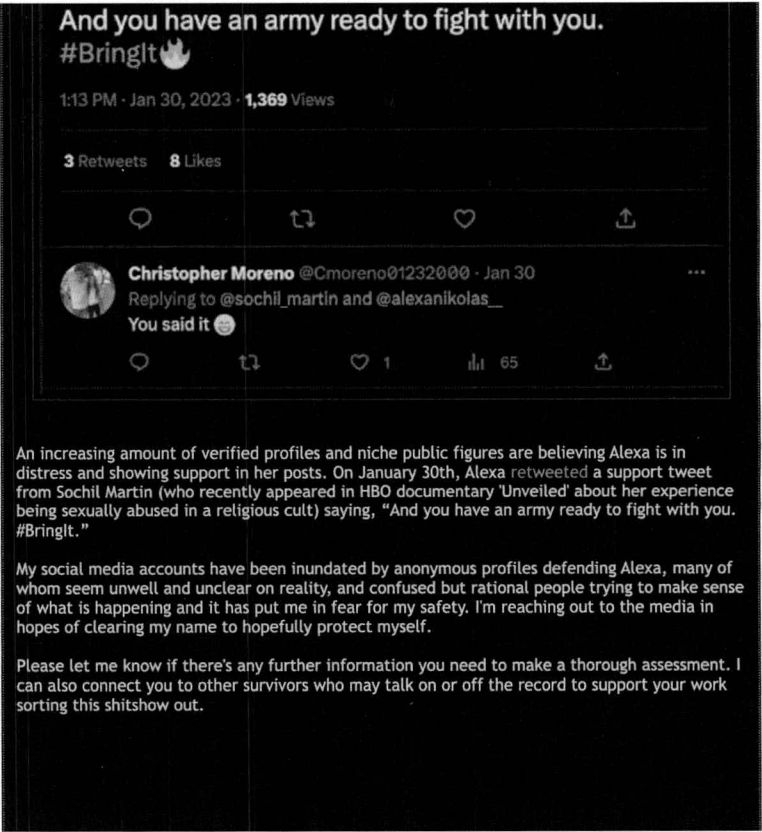 And you have an army ready to fight with you.
#BringIt🔥
1:13 PM · Jan 30, 2023 · 1,369 Views
3 Retweets 8 Likes
Christopher Moreno @Cmoreno01232000 · Jan 30
Replying to @sochil_martin and @alexanikolas__
You said it 😁
1 65
An increasing amount of verified profiles and niche public figures are believing Alexa is in
distress and showing support in her posts. On January 30th, Alexa retweeted a support tweet
from Sochil Martin (who recently appeared in HBO documentary 'Unveiled' about her experience
being sexually abused in a religious cult) saying, “And you have an army ready to fight with you.
#BringIt.”
My social media accounts have been inundated by anonymous profiles defending Alexa, many of
whom seem unwell and unclear on reality, and confused but rational people trying to make sense
of what is happening and it has put me in fear for my safety. I'm reaching out to the media in
hopes of clearing my name to hopefully protect myself.
Please let me know if there's any further information you need to make a thorough assessment. I
can also connect you to other survivors who may talk on or off the record to support your work
sorting this shitshow out.